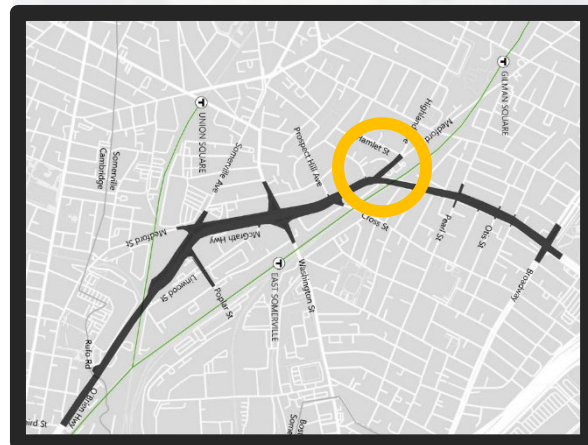 GILMAN SQUARE
UNION SQUARE
Highland
Medford
Hamlet St
Prospect Hill Ave
Somerville Ave
Somerville
Cambridge
Cross St
Pearl St
Otis St
Broadway
Medford St
McGrath Hwy
Washington St
EAST SOMERVILLE
Linwood St
Poplar St
Rufo Rd
O'Brien Hwy
ird St